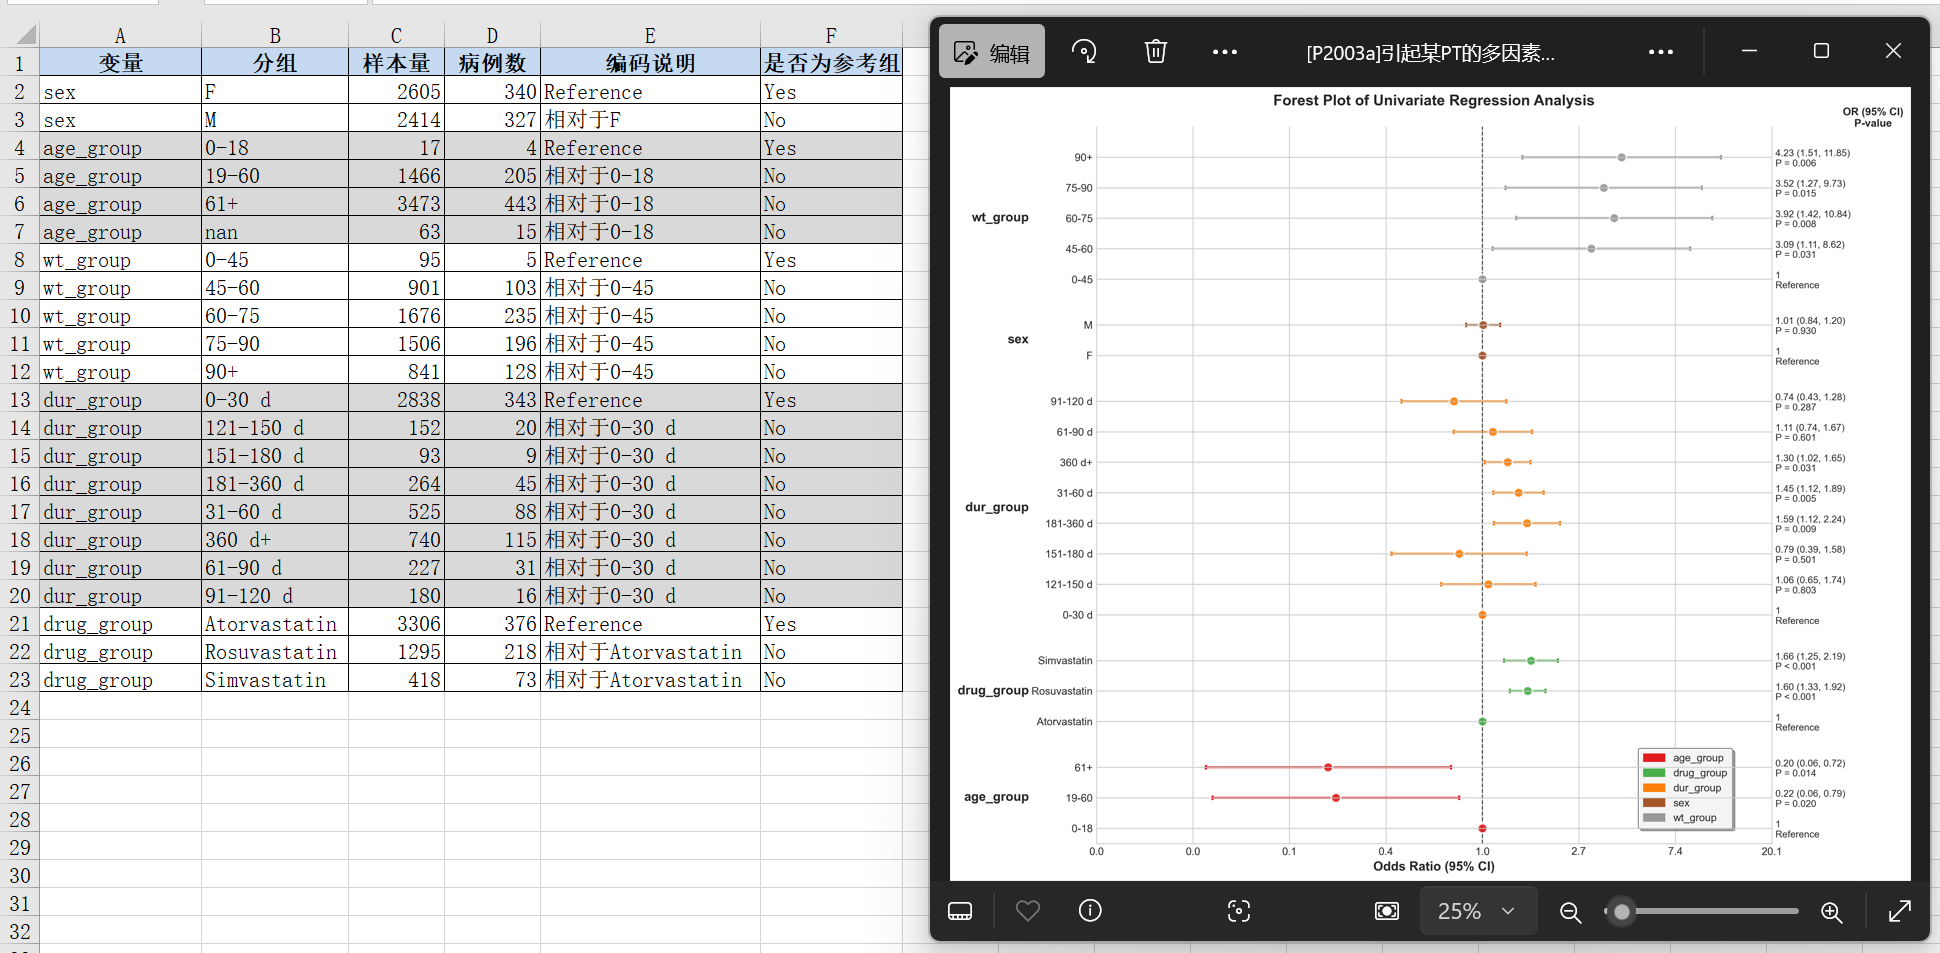 A B C D E F
1 变量 分组 样本量 病例数 编码说明 是否为参考组
2 sex F 2605 340 Reference Yes
3 sex M 2414 327 相对于F No
4 age_group 0-18 17 4 Reference Yes
5 age_group 19-60 1466 205 相对于0-18 No
6 age_group 61+ 3473 443 相对于0-18 No
7 age_group nan 63 15 相对于0-18 No
8 wt_group 0-45 95 5 Reference Yes
9 wt_group 45-60 901 103 相对于0-45 No
10 wt_group 60-75 1676 235 相对于0-45 No
11 wt_group 75-90 1506 196 相对于0-45 No
12 wt_group 90+ 841 128 相对于0-45 No
13 dur_group 0-30 d 2838 343 Reference Yes
14 dur_group 121-150 d 152 20 相对于0-30 d No
15 dur_group 151-180 d 93 9 相对于0-30 d No
16 dur_group 181-360 d 264 45 相对于0-30 d No
17 dur_group 31-60 d 525 88 相对于0-30 d No
18 dur_group 360 d+ 740 115 相对于0-30 d No
19 dur_group 61-90 d 227 31 相对于0-30 d No
20 dur_group 91-120 d 180 16 相对于0-30 d No
21 drug_group Atorvastatin 3306 376 Reference Yes
22 drug_group Rosuvastatin 1295 218 相对于Atorvastatin No
23 drug_group Simvastatin 418 73 相对于Atorvastatin No
24
25
26
27
28
29
30
31
32
编辑 [P2003a]引起某PT的多因素...
Forest Plot of Univariate Regression Analysis
OR (95% CI)
P-value
90+ 4.23 (1.51, 11.85)
P = 0.006
75-90 3.52 (1.27, 9.73)
P = 0.015
wt_group 60-75 3.92 (1.42, 10.84)
P = 0.008
45-60 3.09 (1.11, 8.62)
P = 0.031
0-45 1
Reference
M 1.01 (0.84, 1.20)
P = 0.930
sex
F 1
Reference
91-120 d 0.74 (0.43, 1.28)
P = 0.287
61-90 d 1.11 (0.74, 1.67)
P = 0.601
360 d+ 1.30 (1.02, 1.65)
P = 0.031
31-60 d 1.45 (1.12, 1.89)
P = 0.005
dur_group
181-360 d 1.59 (1.12, 2.24)
P = 0.009
151-180 d 0.79 (0.39, 1.58)
P = 0.501
121-150 d 1.06 (0.65, 1.74)
P = 0.803
0-30 d 1
Reference
Simvastatin 1.66 (1.25, 2.19)
P < 0.001
drug_group Rosuvastatin 1.60 (1.33, 1.92)
P < 0.001
Atorvastatin 1
Reference
61+ 0.20 (0.06, 0.72)
P = 0.014
age_group 19-60 0.22 (0.06, 0.79)
P = 0.020
0-18 1
Reference
age_group
drug_group
dur_group
sex
wt_group
0.0 0.0 0.1 0.4 1.0 2.7 7.4 20.1
Odds Ratio (95% CI)
25%